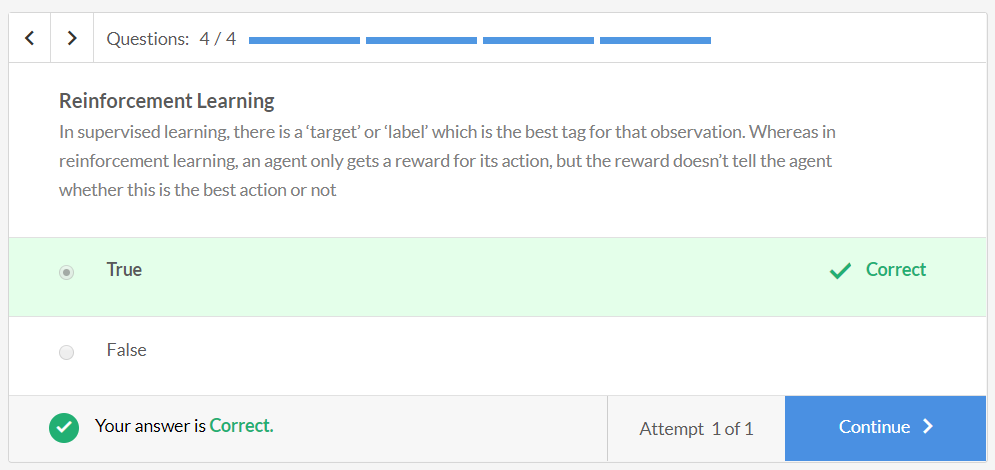 Questions: 4 / 4
Reinforcement Learning
In supervised learning, there is a ‘target’ or ‘label’ which is the best tag for that observation. Whereas in
reinforcement learning, an agent only gets a reward for its action, but the reward doesn’t tell the agent
whether this is the best action or not
True
Correct
False
Your answer is Correct.
Attempt 1 of 1
Continue